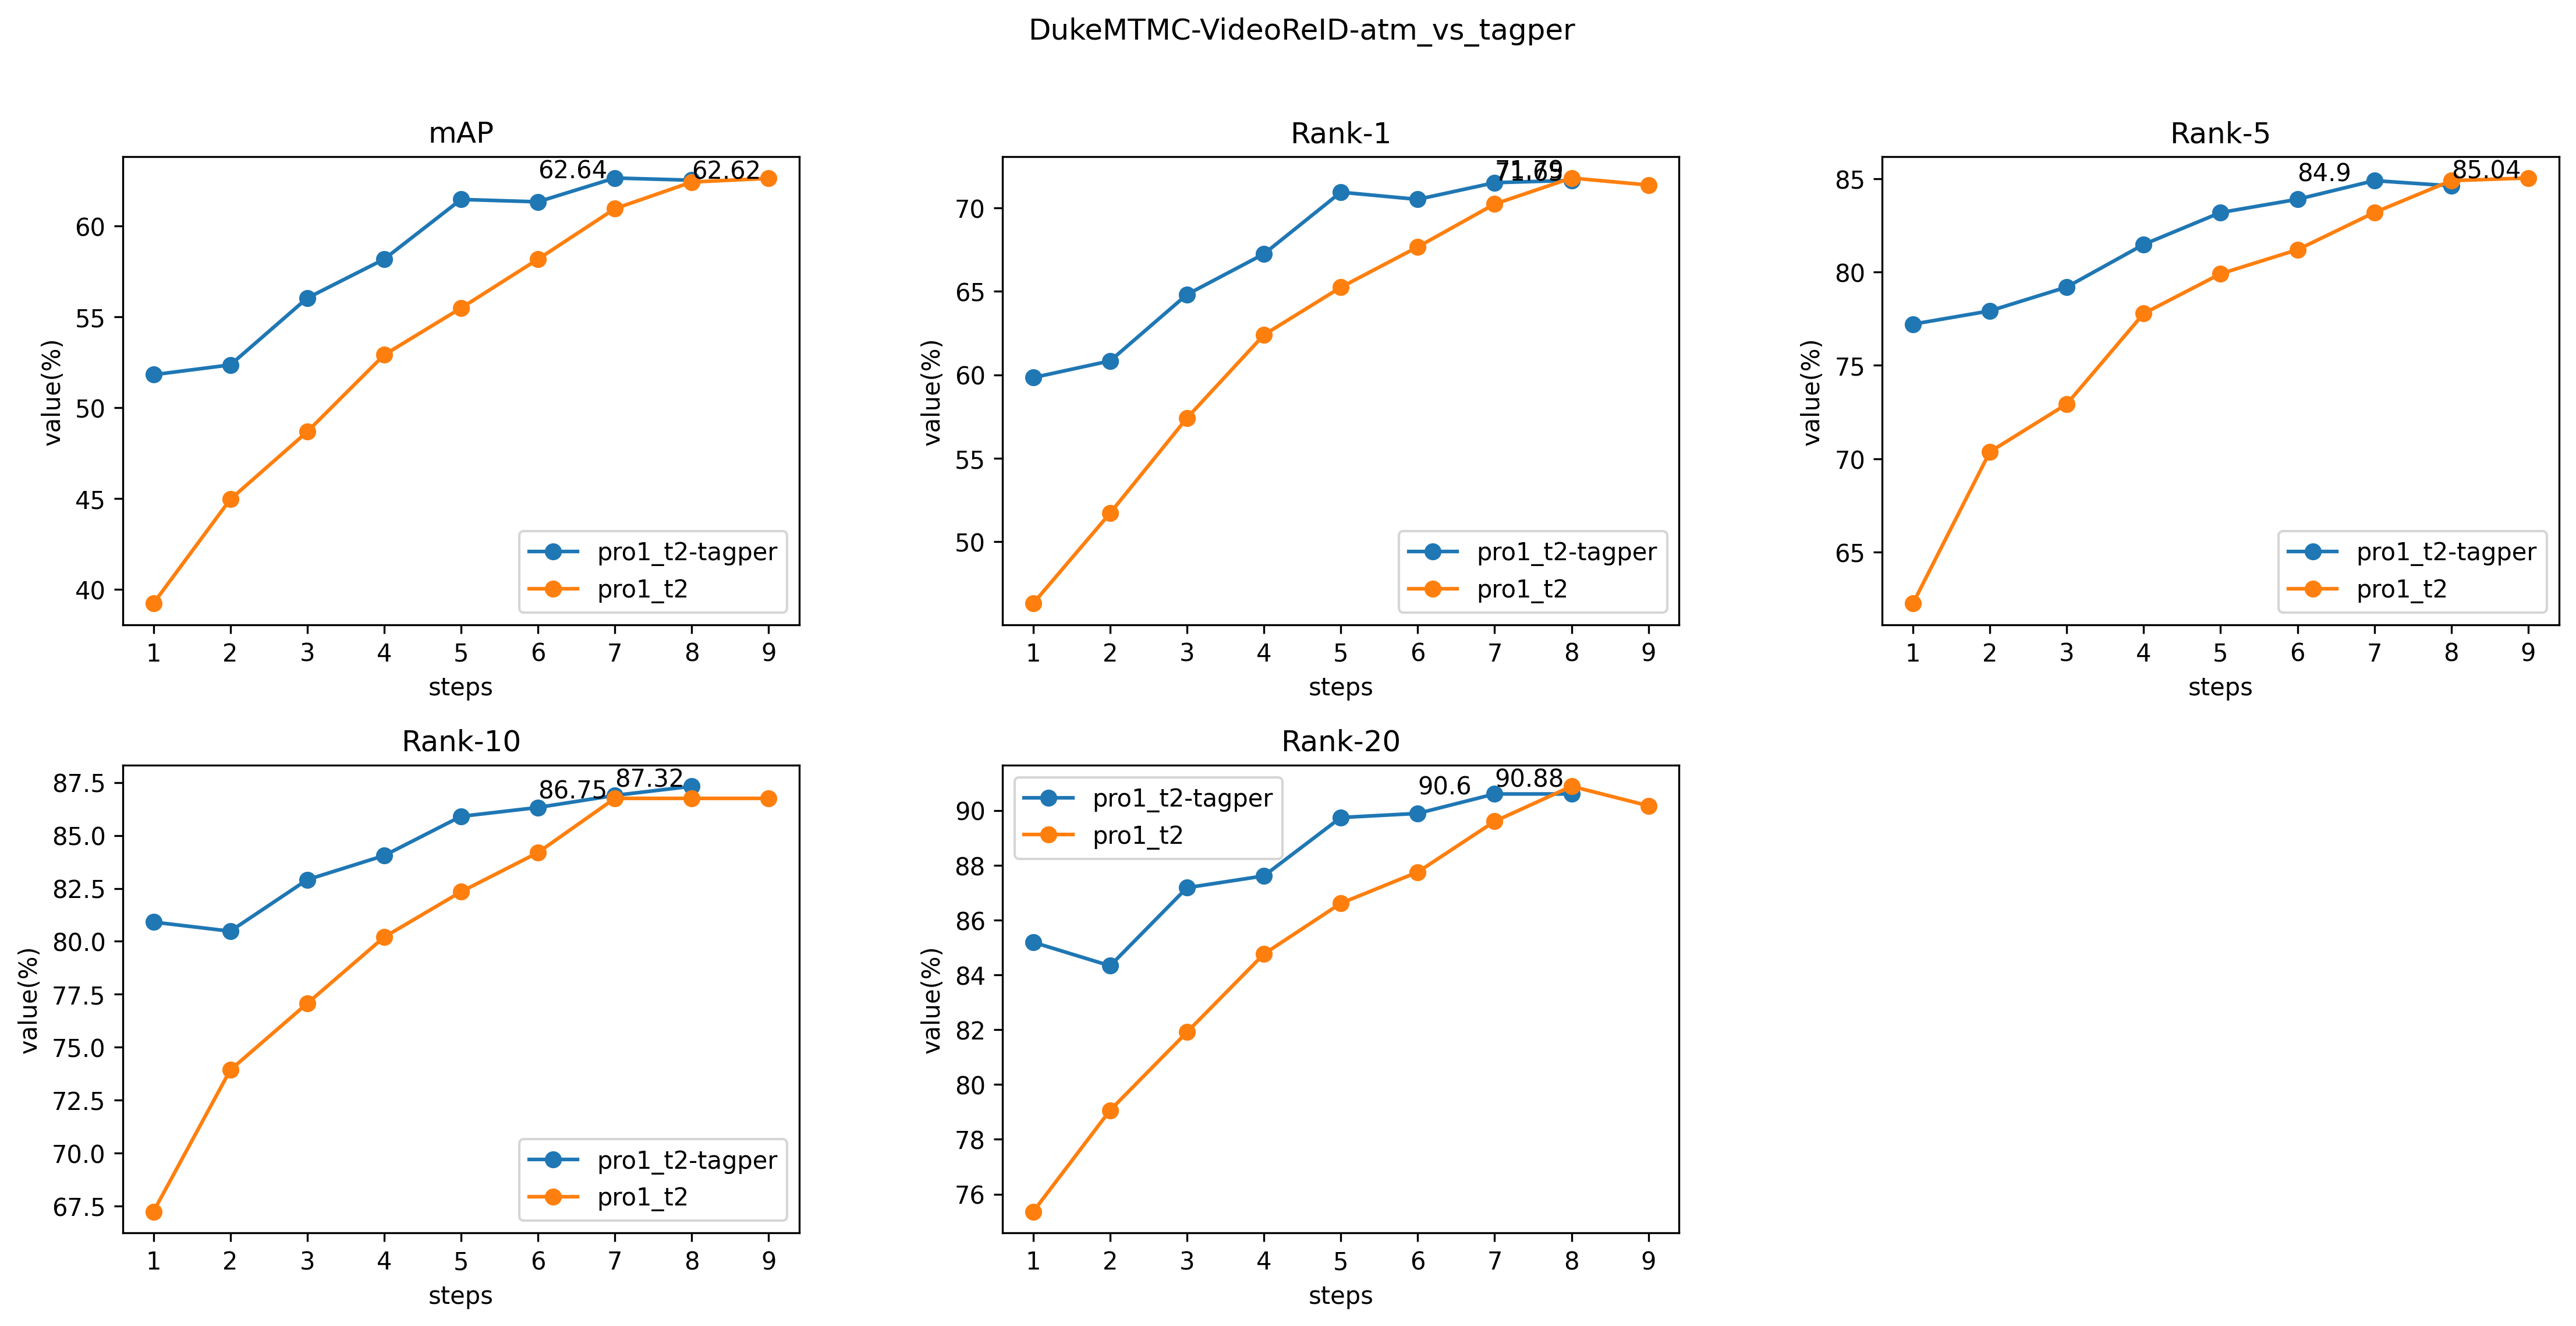 DukeMTMC-VideoReID-atm_vs_tagper
mAP
62.64
62.62
60
55
50
45
40
value(%)
pro1_t2-tagper
pro1_t2
1 2 3 4 5 6 7 8 9
steps
Rank-1
70
65
60
55
50
value(%)
pro1_t2-tagper
pro1_t2
1 2 3 4 5 6 7 8 9
steps
Rank-5
84.9
85.04
85
80
75
70
65
value(%)
pro1_t2-tagper
pro1_t2
1 2 3 4 5 6 7 8 9
steps
Rank-10
86.75
87.32
87.5
85.0
82.5
80.0
77.5
75.0
72.5
70.0
67.5
value(%)
pro1_t2-tagper
pro1_t2
1 2 3 4 5 6 7 8 9
steps
Rank-20
90.6
90.88
pro1_t2-tagper
pro1_t2
90
88
86
84
82
80
78
76
value(%)
1 2 3 4 5 6 7 8 9
steps